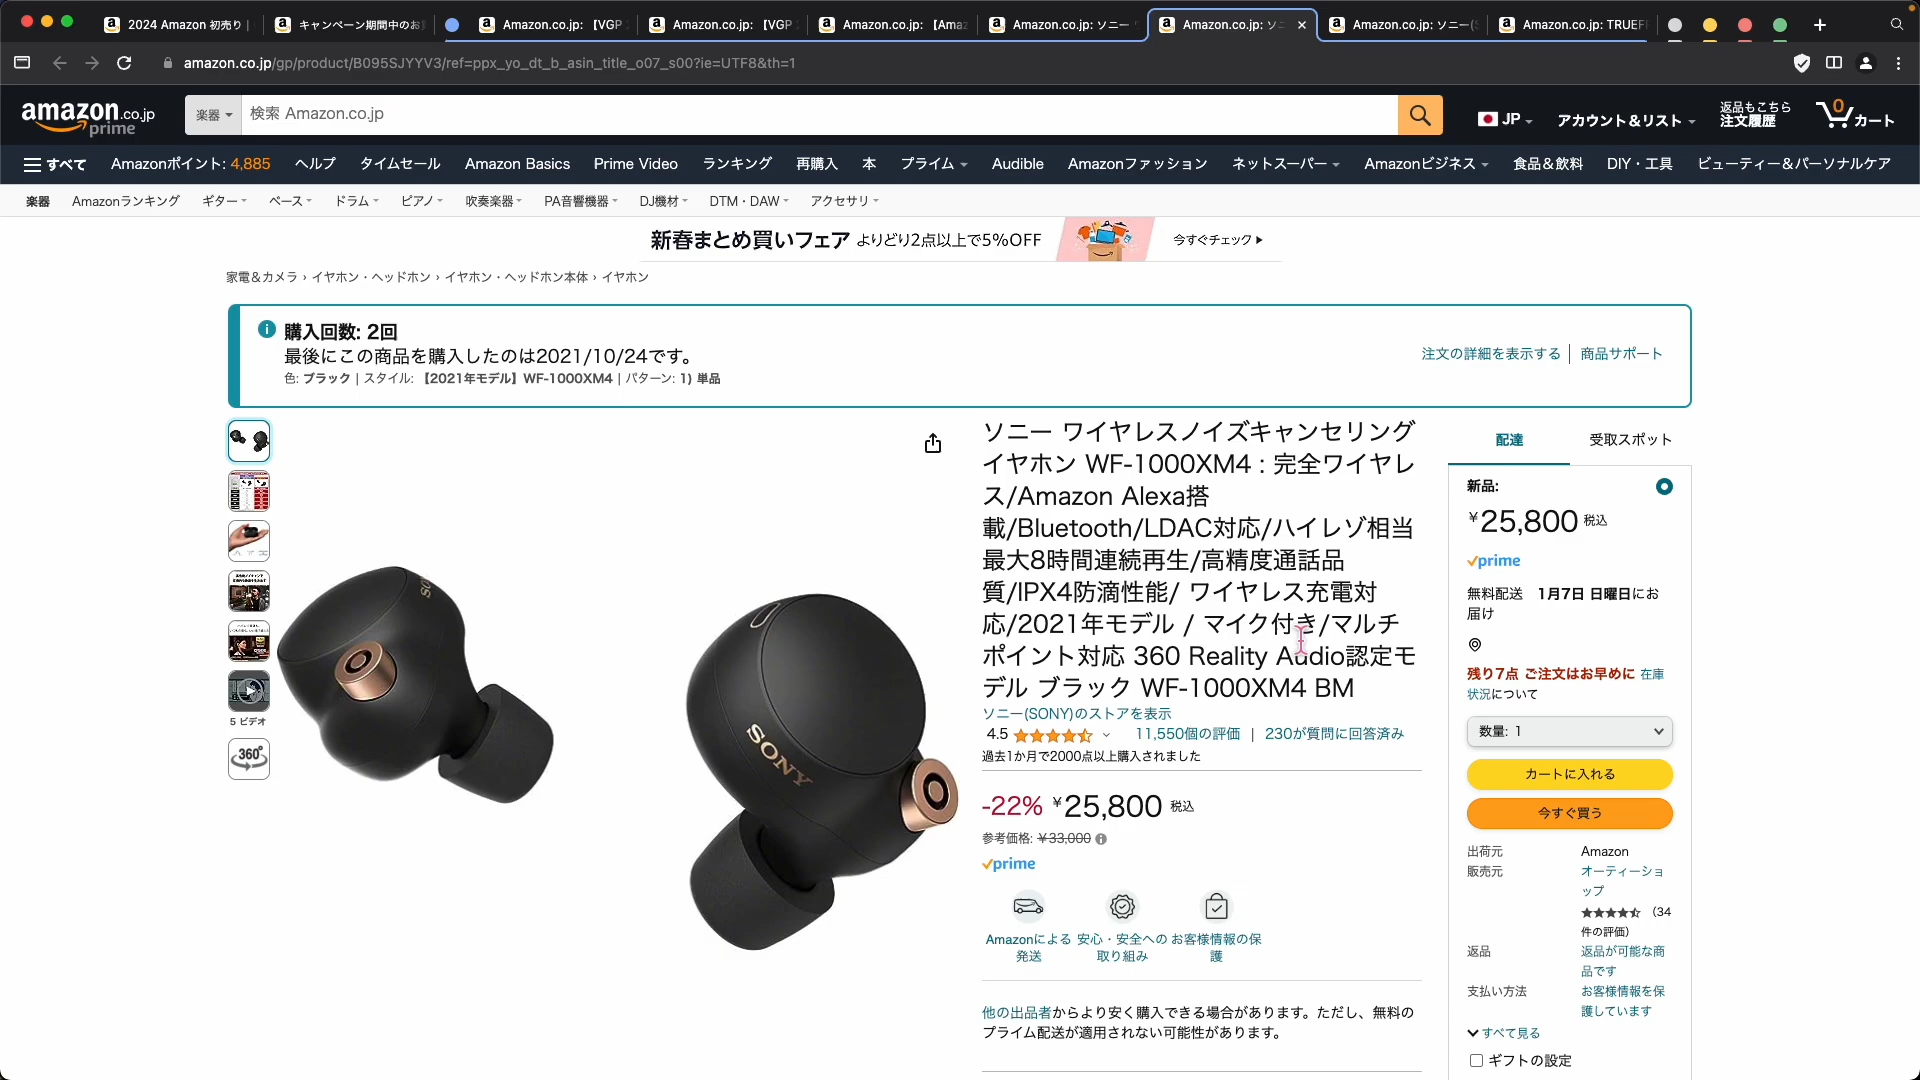 2024 Amazon 初売り |
キャンペーン期間中のお
Amazon.co.jp: 【VGP
Amazon.co.jp: 【VGP
Amazon.co.jp: 【Amaz
Amazon.co.jp: ソニー
Amazon.co.jp: ソニ
Amazon.co.jp: ソニー(S
Amazon.co.jp: TRUEF
amazon.co.jp/gp/product/B095SJYYV3/ref=ppx_yo_dt_b_asin_title_o07_s00?ie=UTF8&th=1
amazon.co.jp
prime
楽器
検索 Amazon.co.jp
JP
アカウント＆リスト
返品もこちら
注文履歴
0
カート
すべて
Amazonポイント: 4,885
ヘルプ
タイムセール
Amazon Basics
Prime Video
ランキング
再購入
本
プライム
Audible
Amazonファッション
ネットスーパー
Amazonビジネス
食品＆飲料
DIY・工具
ビューティー＆パーソナルケア
楽器
Amazonランキング
ギター
ベース
ドラム
ピアノ
吹奏楽器
PA音響機器
DJ機材
DTM・DAW
アクセサリ
新春まとめ買いフェア よりどり2点以上で5%OFF
今すぐチェック
家電＆カメラ › イヤホン・ヘッドホン › イヤホン・ヘッドホン本体 › イヤホン
購入回数: 2回
最後にこの商品を購入したのは2021/10/24です。
色: ブラック | スタイル: 【2021年モデル】WF-1000XM4 | パターン: 1) 単品
注文の詳細を表示する | 商品サポート
5 ビデオ
360°
SONY
ソニー ワイヤレスノイズキャンセリング
イヤホン WF-1000XM4 : 完全ワイヤレ
ス/Amazon Alexa搭
載/Bluetooth/LDAC対応/ハイレゾ相当
最大8時間連続再生/高精度通話品
質/IPX4防滴性能/ ワイヤレス充電対
応/2021年モデル / マイク付き/マルチ
ポイント対応 360 Reality Audio認定モ
デル ブラック WF-1000XM4 BM
ソニー(SONY)のストアを表示
4.5
11,550個の評価 | 230が質問に回答済み
過去1か月で2000点以上購入されました
-22% ￥25,800 税込
参考価格: ￥33,000
prime
Amazonによる
発送
安心・安全への
取り組み
お客様情報の保
護
他の出品者からより安く購入できる場合があります。ただし、無料の
プライム配送が適用されない可能性があります。
配達
受取スポット
新品:
￥25,800 税込
prime
無料配送 1月7日 日曜日にお
届け
残り7点 ご注文はお早めに 在庫
状況について
数量: 1
カートに入れる
今すぐ買う
出荷元
Amazon
販売元
オーティーショ
ップ
(34
件の評価)
返品
返品が可能な商
品です
支払い方法
お客様情報を保
護しています
すべて見る
ギフトの設定